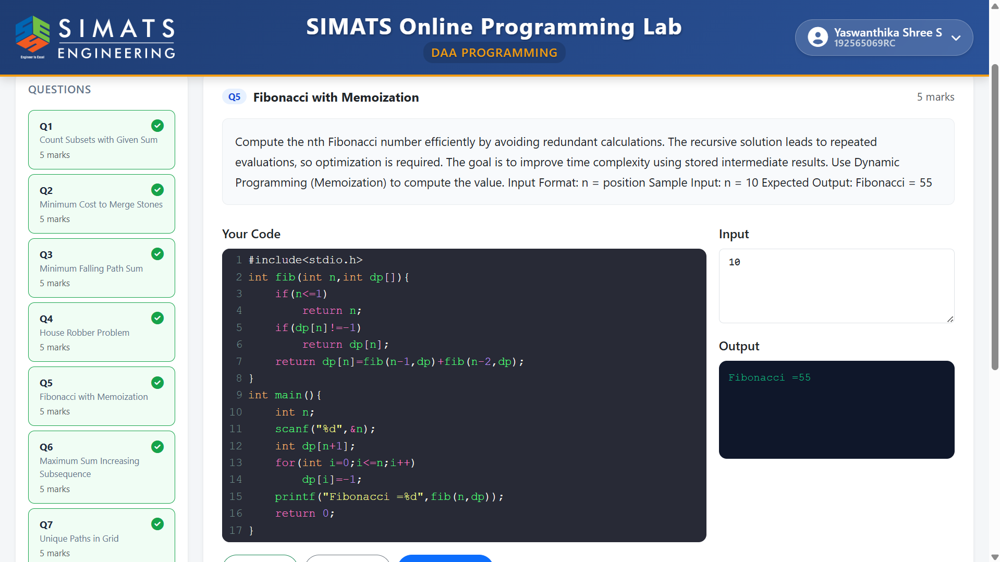 SIMATS
ENGINEERING
Engineer to Excel
SIMATS Online Programming Lab
DAA PROGRAMMING
Yaswanthika Shree S
192565069RC
QUESTIONS
Q1
Count Subsets with Given Sum
5 marks
Q2
Minimum Cost to Merge Stones
5 marks
Q3
Minimum Falling Path Sum
5 marks
Q4
House Robber Problem
5 marks
Q5
Fibonacci with Memoization
5 marks
Q6
Maximum Sum Increasing
Subsequence
5 marks
Q7
Unique Paths in Grid
5 marks
Q5 Fibonacci with Memoization
5 marks
Compute the nth Fibonacci number efficiently by avoiding redundant calculations. The recursive solution leads to repeated
evaluations, so optimization is required. The goal is to improve time complexity using stored intermediate results. Use Dynamic
Programming (Memoization) to compute the value. Input Format: n = position Sample Input: n = 10 Expected Output: Fibonacci = 55
Your Code
1 #include<stdio.h>
2 int fib(int n,int dp[]){
3     if(n<=1)
4         return n;
5     if(dp[n]!=-1)
6         return dp[n];
7     return dp[n]=fib(n-1,dp)+fib(n-2,dp);
8 }
9 int main(){
10     int n;
11     scanf("%d",&n);
12     int dp[n+1];
13     for(int i=0;i<=n;i++)
14         dp[i]=-1;
15     printf("Fibonacci =%d",fib(n,dp));
16     return 0;
17 }
Input
10
Output
Fibonacci =55